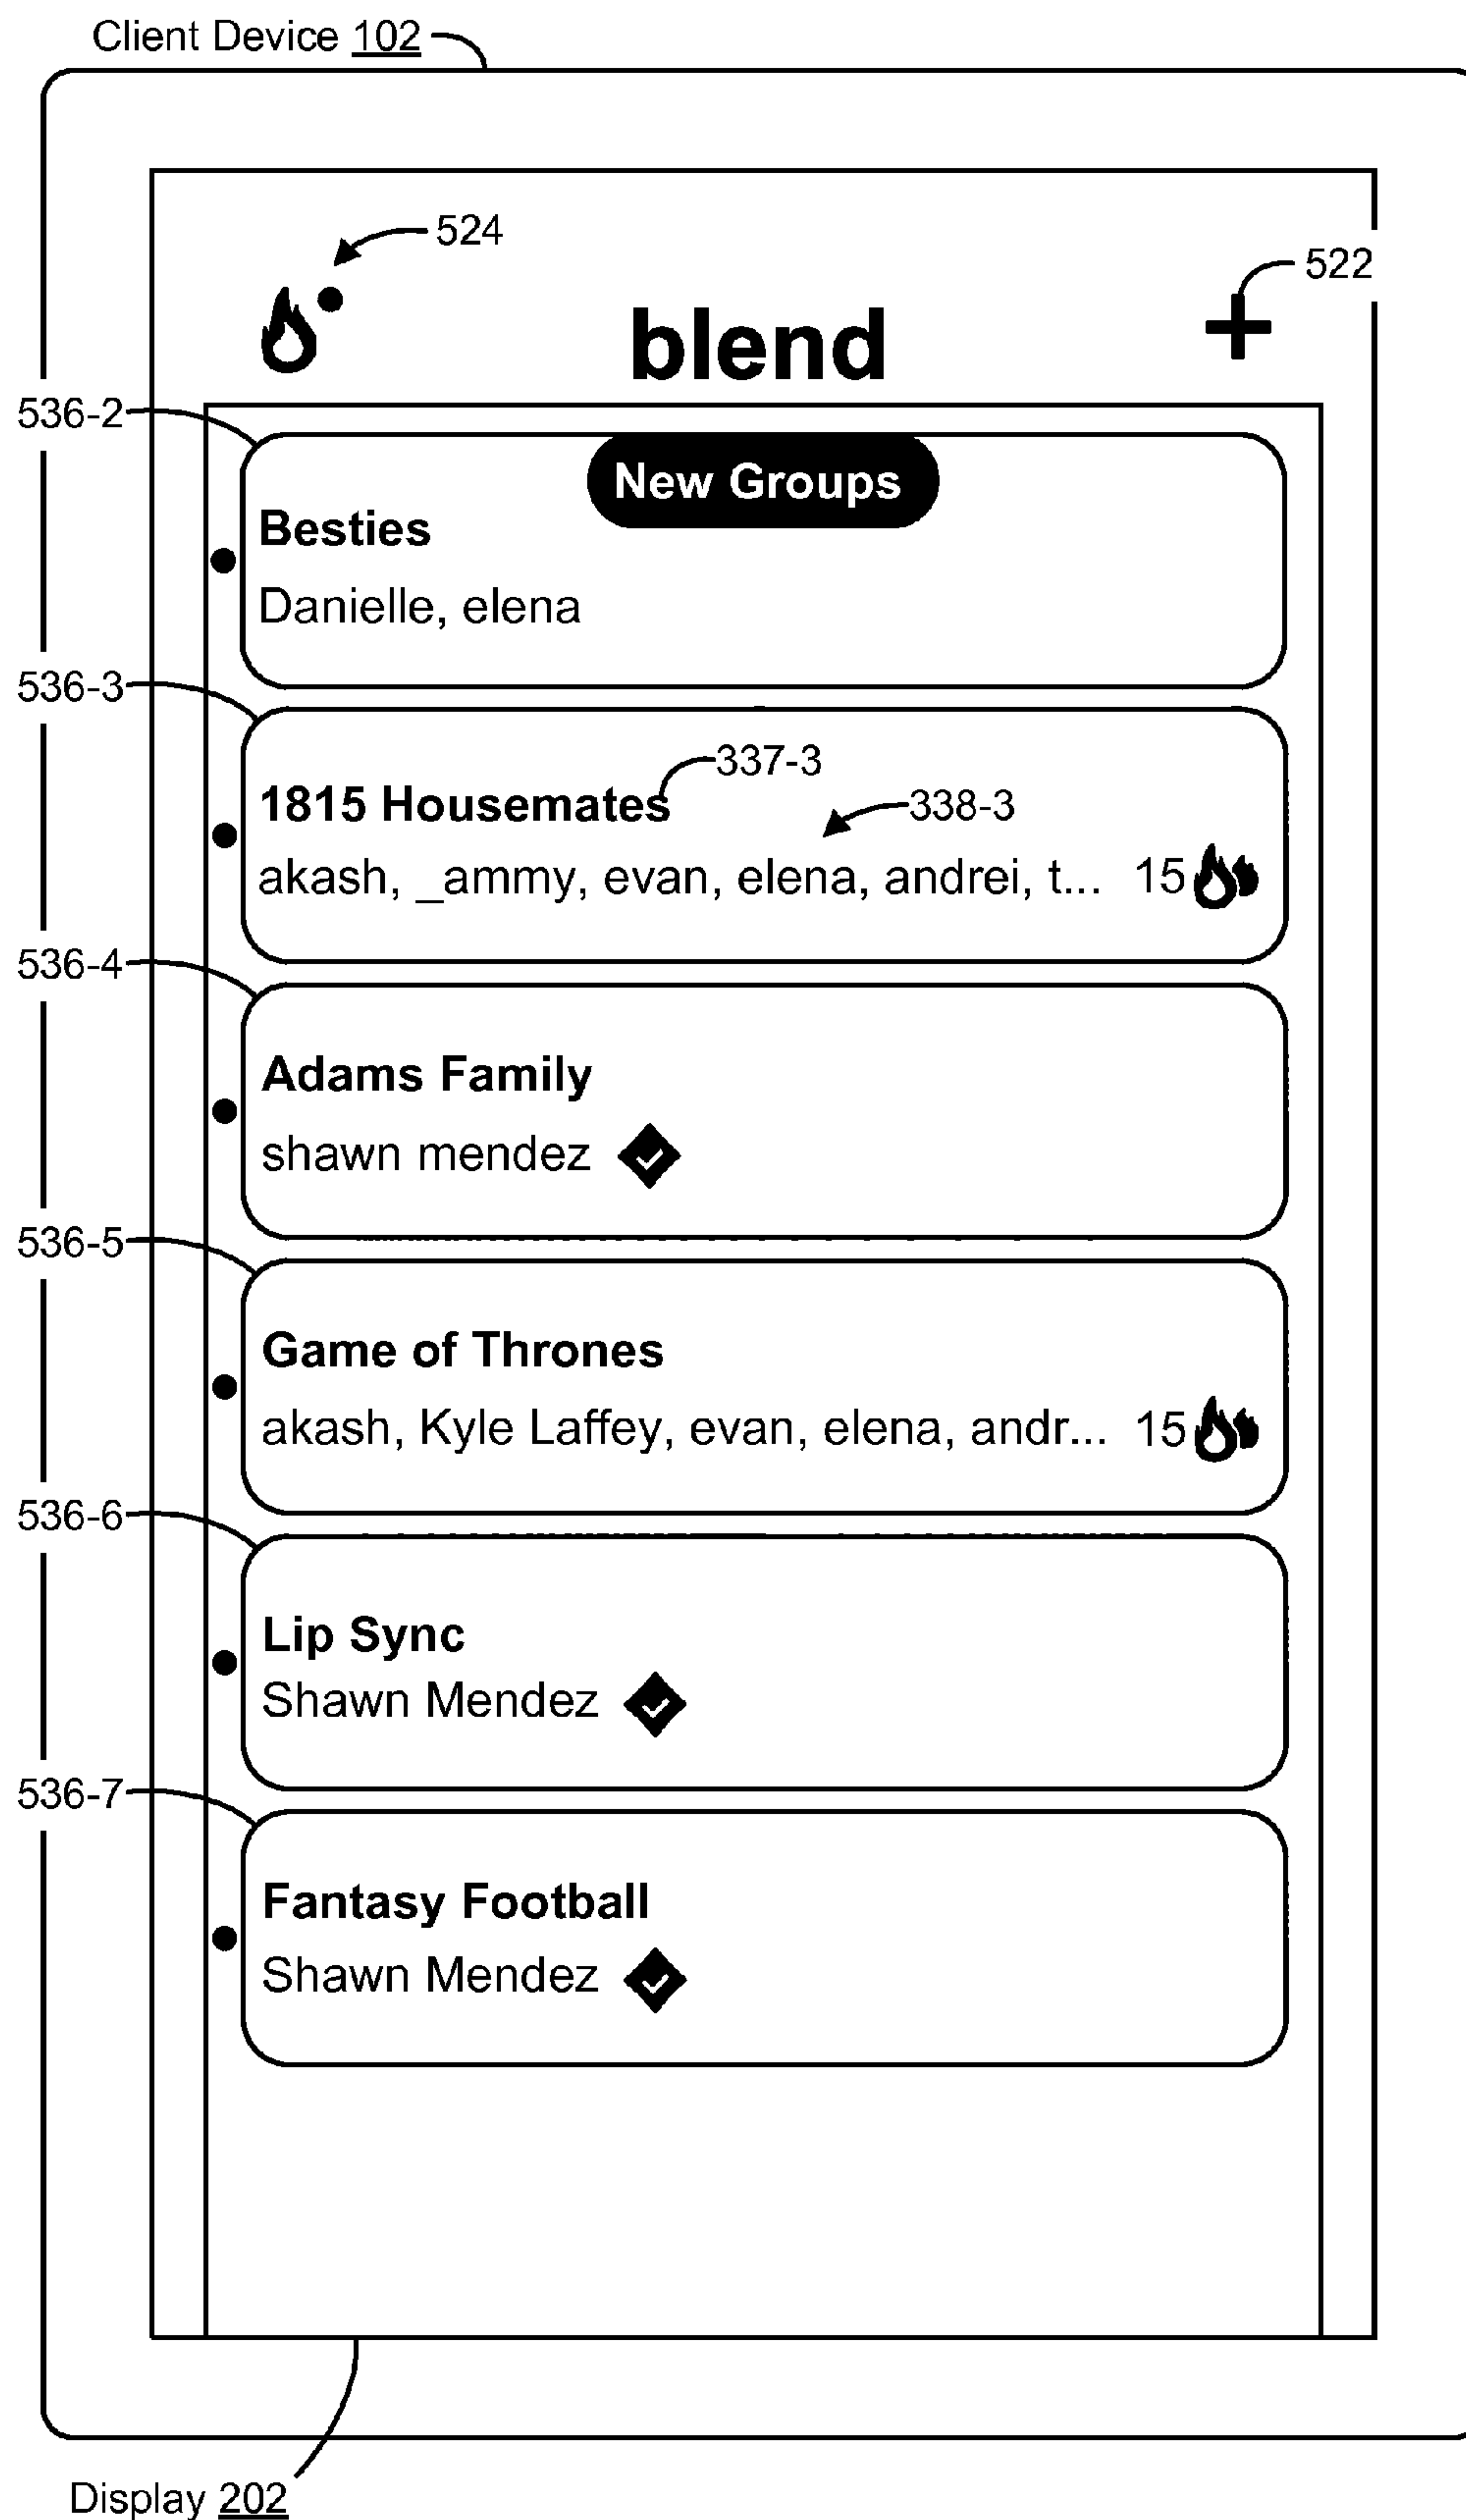 Client Device 102
524
522
blend
536-2
New Groups
Besties
Danielle, elena
536-3
337-3
1815 Housemates
338-3
akash, _ammy, evan, elena, andrei, t... 15
536-4
Adams Family
shawn mendez
536-5
Game of Thrones
akash, Kyle Laffey, evan, elena, andr... 15
536-6
Lip Sync
Shawn Mendez
536-7
Fantasy Football
Shawn Mendez
Display 202